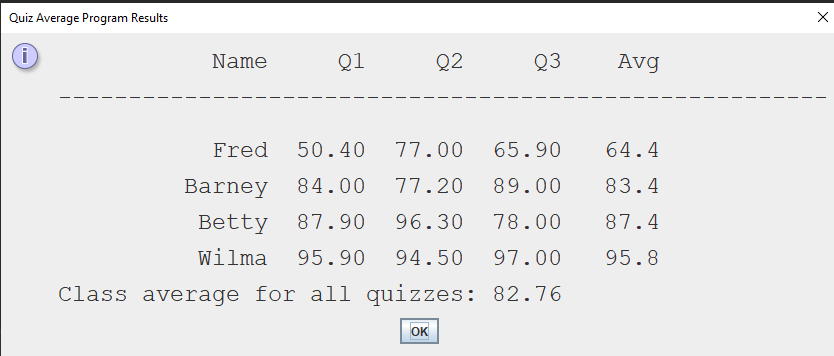 Quiz Average Program Results
Name Q1 Q2 Q3 Avg
-------------------------------------------------------
Fred 50.40 77.00 65.90 64.4
Barney 84.00 77.20 89.00 83.4
Betty 87.90 96.30 78.00 87.4
Wilma 95.90 94.50 97.00 95.8
Class average for all quizzes: 82.76
OK